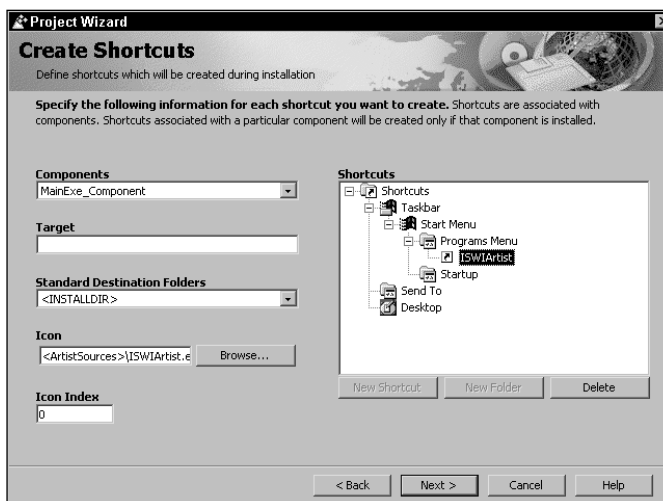 Project Wizard
Create Shortcuts
Define shortcuts which will be created during installation
Specify the following information for each shortcut you want to create. Shortcuts are associated with
components. Shortcuts associated with a particular component will be created only if that component is installed.
Components
MainExe_Component
Target
Standard Destination Folders
<INSTALLDIR>
Icon
<ArtistSources>\ISWIArtist.e
Browse...
Icon Index
0
Shortcuts
Shortcuts
Taskbar
Start Menu
Programs Menu
ISWIArtist
Startup
Send To
Desktop
New Shortcut
New Folder
Delete
< Back
Next >
Cancel
Help